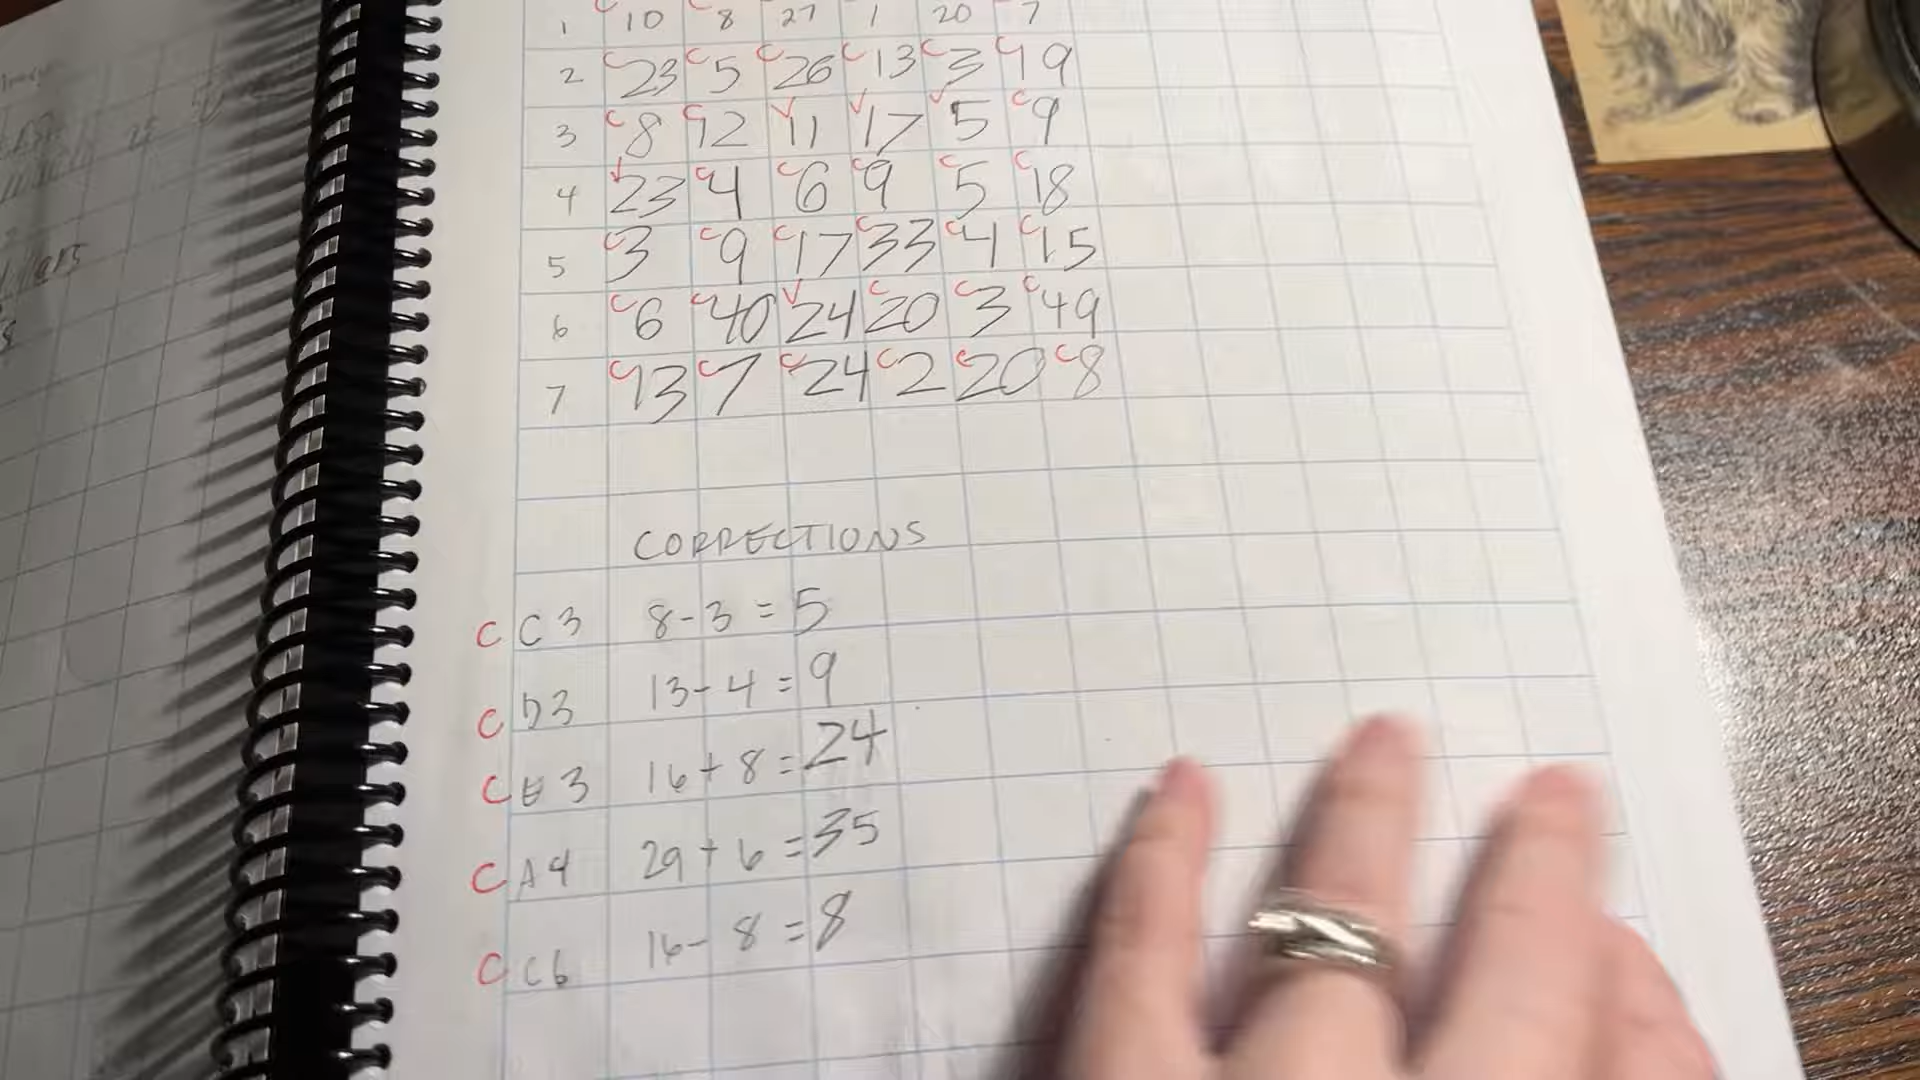 1 10 8 27 1 20 7
2 C 23 C 5 C 26 C 13 C 3 C 19
3 C 8 C 12 ✓ 11 ✓ 17 ✓ 5 C 9
4 ✓ 23 C 4 C 6 C 9 C 5 C 18
5 C 3 C 9 C 17 C 33 C 4 C 15
6 C 6 C 40 ✓ 24 C 20 C 3 C 49
7 C 13 C 7 C 24 C 2 C 20 C 8
CORRECTIONS
C C3 8-3=5
C D3 13-4=9
C E3 16+8=24
C A4 29+6=35
C C6 16-8=8